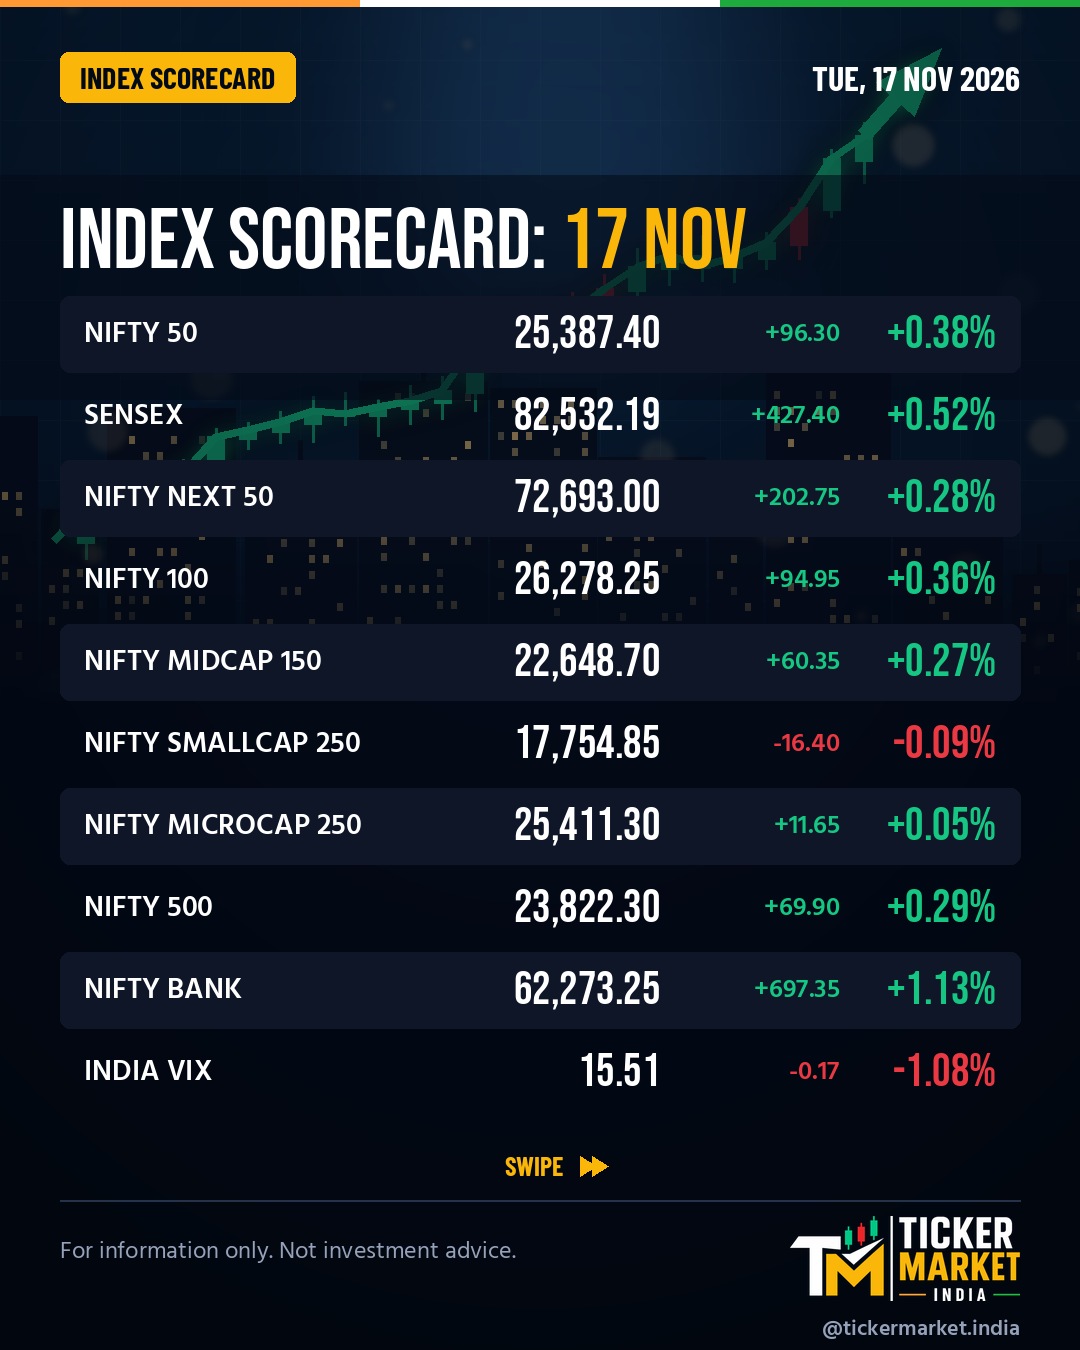 INDEX SCORECARD
TUE, 17 NOV 2026
INDEX SCORECARD: 17 NOV
NIFTY 50 25,387.40 +96.30 +0.38%
SENSEX 82,532.19 +427.40 +0.52%
NIFTY NEXT 50 72,693.00 +202.75 +0.28%
NIFTY 100 26,278.25 +94.95 +0.36%
NIFTY MIDCAP 150 22,648.70 +60.35 +0.27%
NIFTY SMALLCAP 250 17,754.85 -16.40 -0.09%
NIFTY MICROCAP 250 25,411.30 +11.65 +0.05%
NIFTY 500 23,822.30 +69.90 +0.29%
NIFTY BANK 62,273.25 +697.35 +1.13%
INDIA VIX 15.51 -0.17 -1.08%
SWIPE
For information only. Not investment advice.
TM
TICKER
MARKET
INDIA
@tickermarket.india